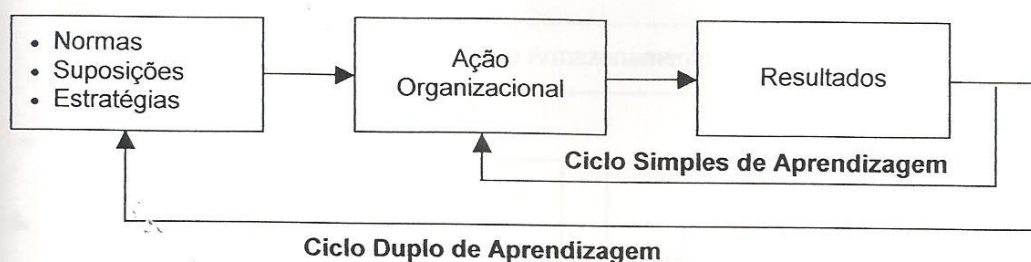 • Normas
• Suposições
• Estratégias
Ação
Organizacional
Resultados
Ciclo Simples de Aprendizagem
Ciclo Duplo de Aprendizagem